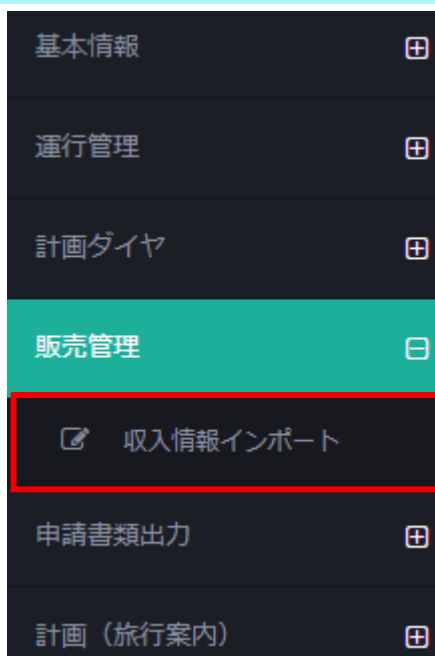 基本情報
運行管理
計画ダイヤ
販売管理
収入情報インポート
申請書類出力
計画（旅行案内）